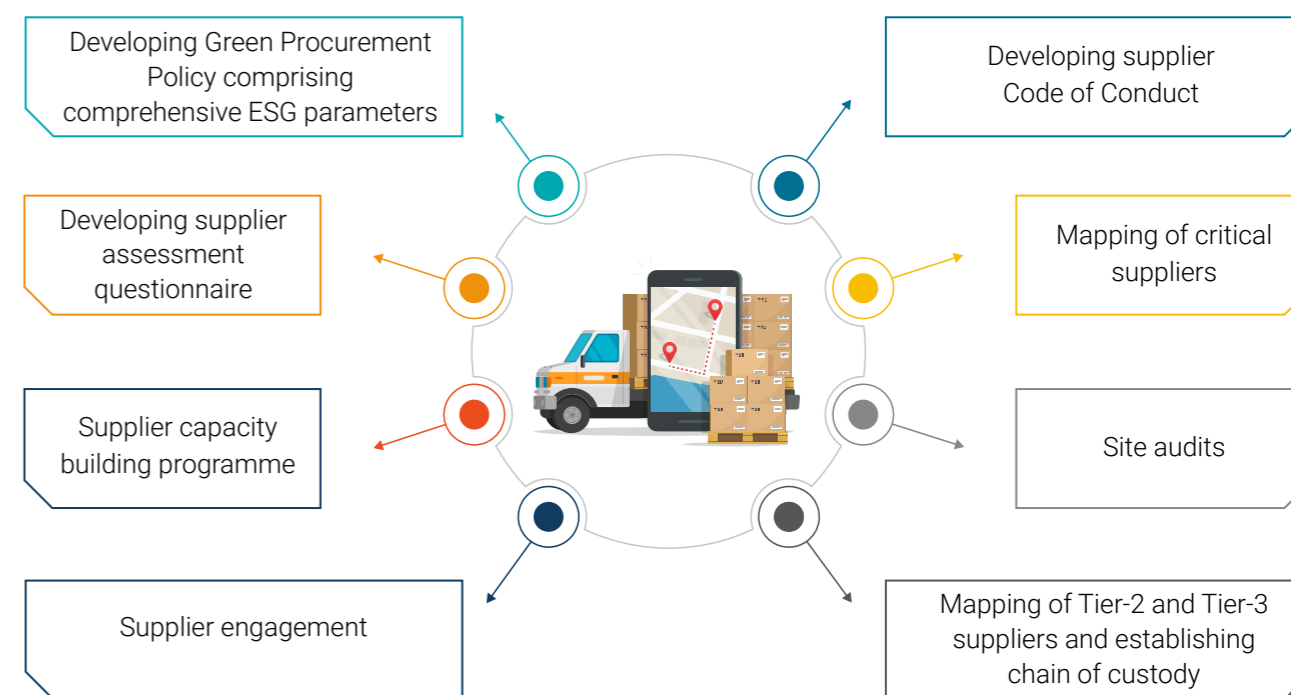 Developing Green Procurement
Policy comprising
comprehensive ESG parameters
Developing supplier
Code of Conduct
Developing supplier
assessment
questionnaire
Mapping of critical
suppliers
Supplier capacity
building programme
Site audits
Supplier engagement
Mapping of Tier-2 and Tier-3
suppliers and establishing
chain of custody